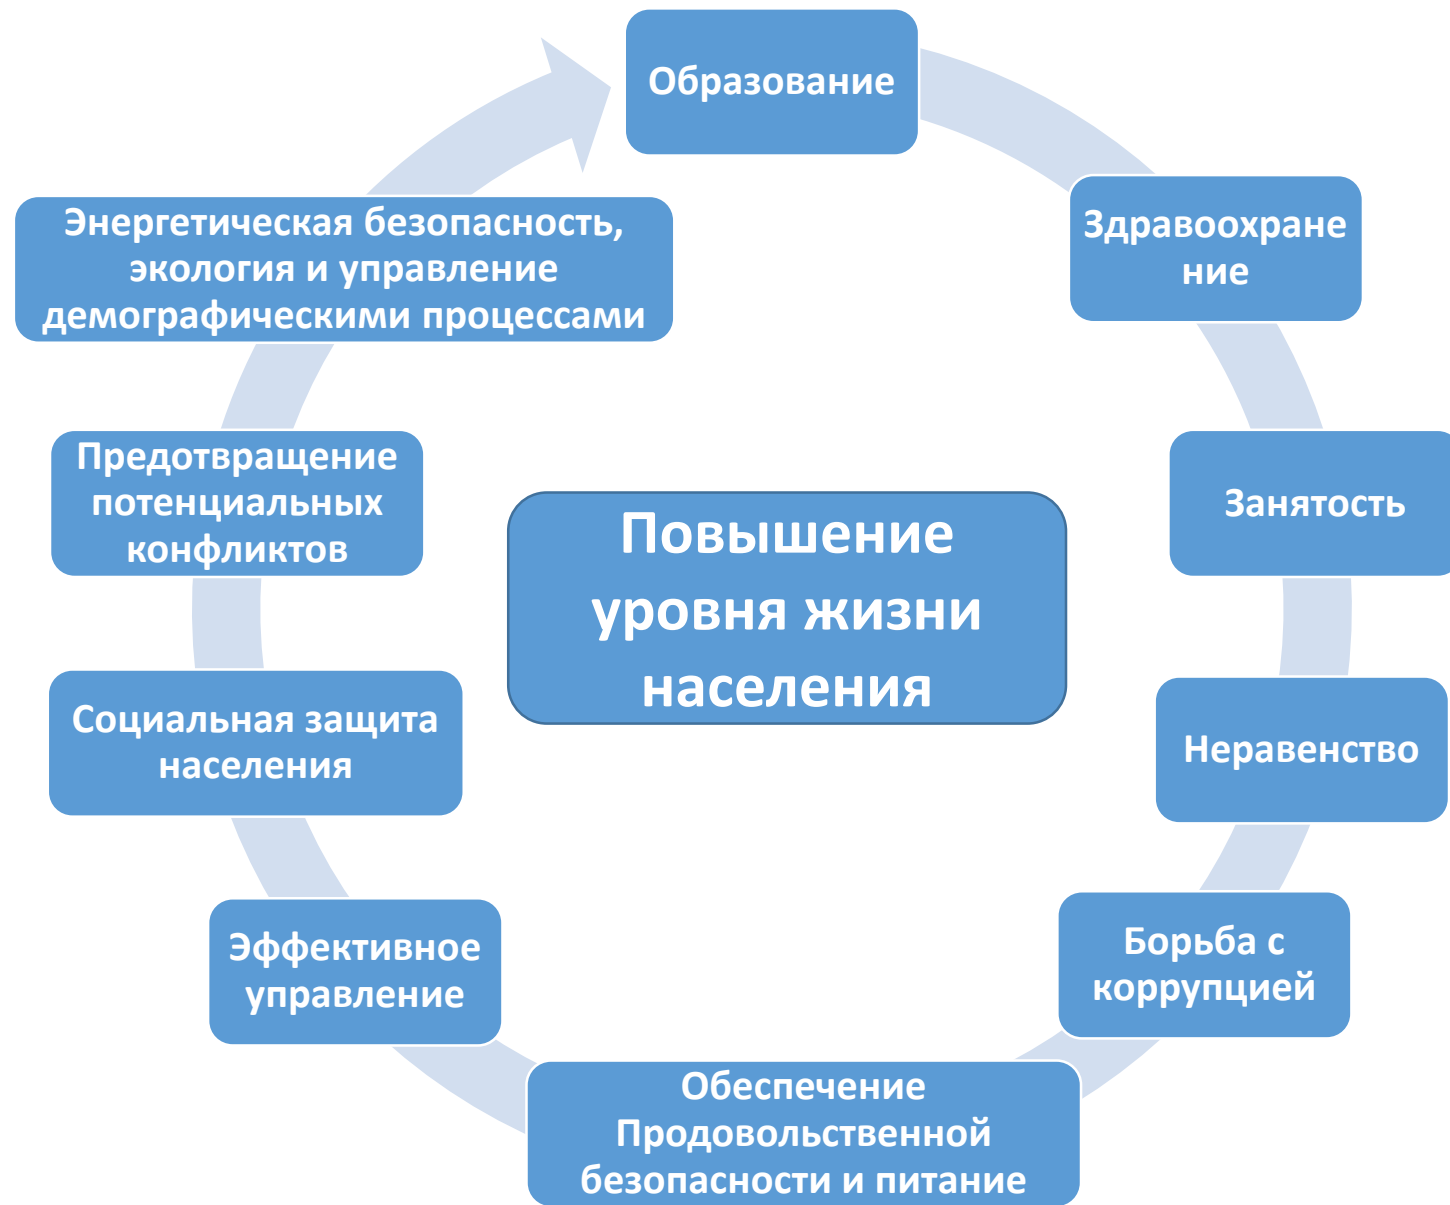 Образование
Здравоохране
ние
Занятость
Неравенство
Борьба с
коррупцией
Обеспечение
Продовольственной
безопасности и питание
Эффективное
управление
Социальная защита
населения
Предотвращение
потенциальных
конфликтов
Энергетическая безопасность,
экология и управление
демографическими процессами
Повышение
уровня жизни
населения